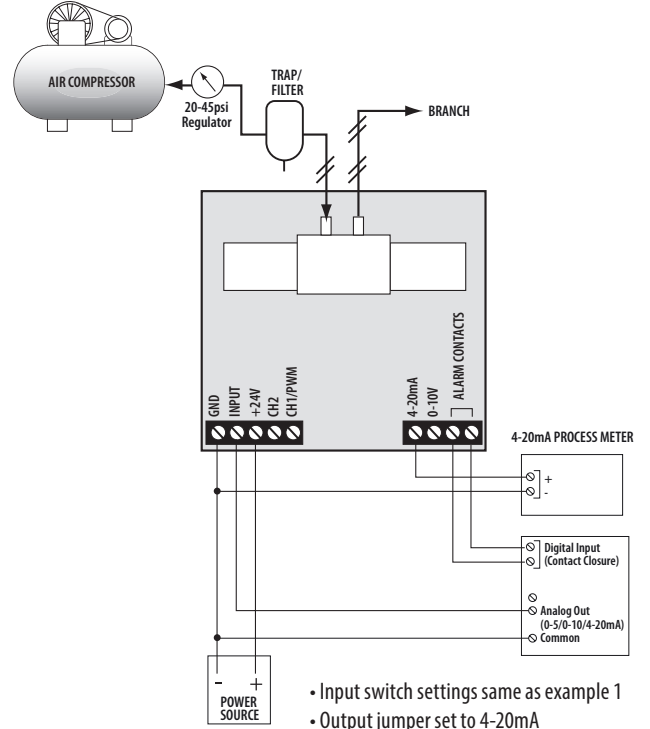 AIR COMPRESSOR
20-45psi
Regulator
TRAP/
FILTER
BRANCH
GND
INPUT
+24V
CH2
CH1/PWM
4-20mA
0-10V
ALARM CONTACTS
4-20mA PROCESS METER
+
-
Digital Input
(Contact Closure)
Analog Out
(0-5/0-10/4-20mA)
Common
- +
POWER
SOURCE
• Input switch settings same as example 1
• Output jumper set to 4-20mA